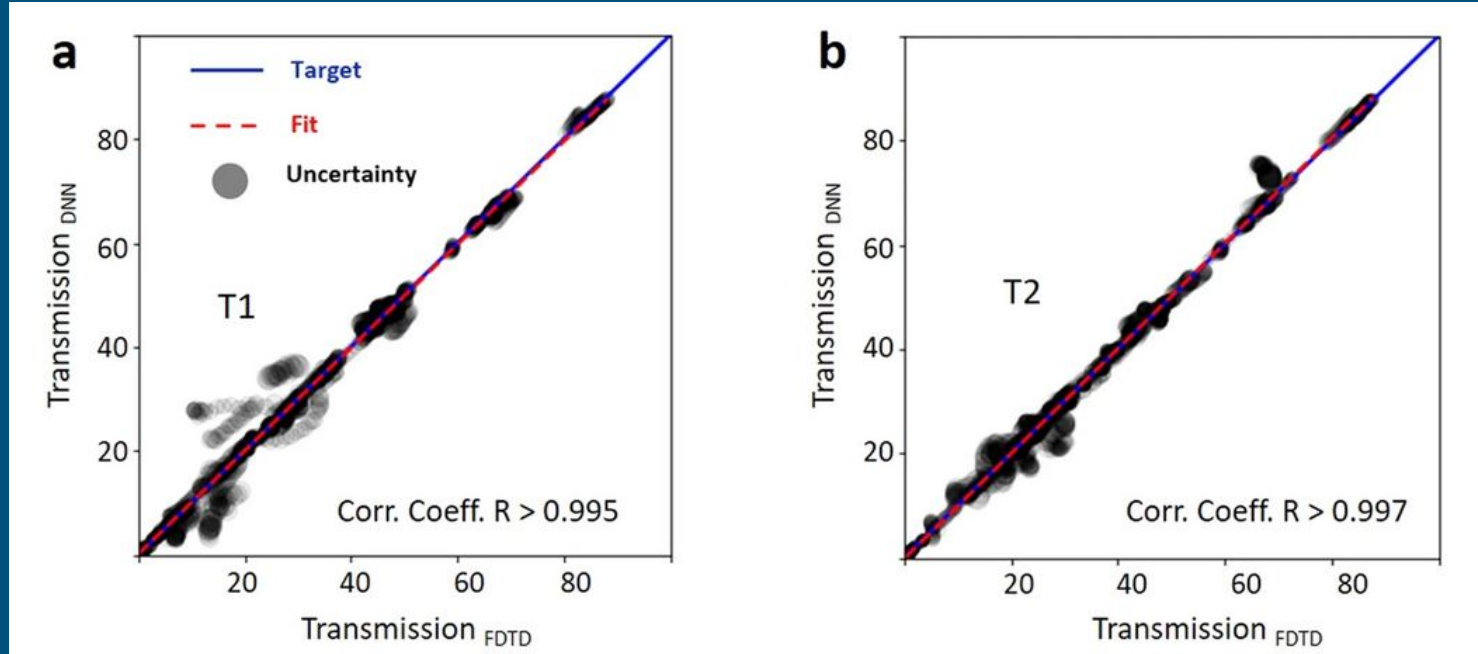 a
Target
Fit
Uncertainty
T1
80
60
40
20
20 40 60 80
Corr. Coeff. R > 0.995
Transmission DNN
Transmission FDTD
b
T2
80
60
40
20
20 40 60 80
Corr. Coeff. R > 0.997
Transmission DNN
Transmission FDTD